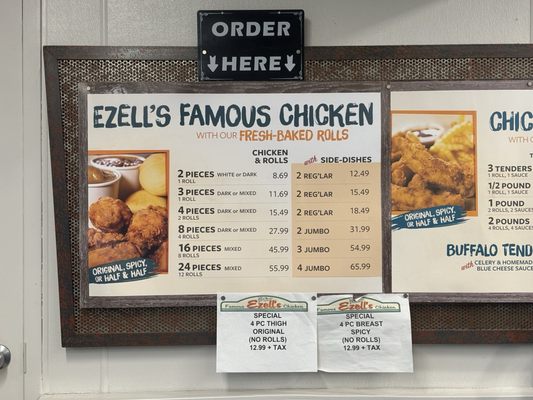 ORDER
HERE
EZELL'S FAMOUS CHICKEN
WITH OUR FRESH-BAKED ROLLS
CHICKEN & ROLLS
with SIDE-DISHES
2 PIECES WHITE or DARK 8.69 2 REG'LAR 12.49
1 ROLL
3 PIECES DARK or MIXED 11.69 2 REG'LAR 15.49
1 ROLL
4 PIECES DARK or MIXED 15.49 2 REG'LAR 18.49
2 ROLLS
8 PIECES DARK or MIXED 27.99 2 JUMBO 31.99
4 ROLLS
16 PIECES MIXED 45.99 3 JUMBO 54.99
8 ROLLS
24 PIECES MIXED 55.99 4 JUMBO 65.99
12 ROLLS
ORIGINAL, SPICY,
OR HALF & HALF
CHIC
WITH
3 TENDERS
1 ROLL, 1 SAUCE
1/2 POUND
1 ROLL, 1 SAUCE
1 POUND
2 ROLLS, 2 SAUCES
2 POUNDS
4 ROLLS, 4 SAUCES
ORIGINAL, SPICY
OR HALF & HALF
BUFFALO TENDE
with CELERY & HOMEMADE
BLUE CHEESE SAUCE
Famous Ezell's Chicken
SPECIAL
4 PC THIGH
ORIGINAL
(NO ROLLS)
12.99 + TAX
Famous Ezell's Chicken
SPECIAL
4 PC BREAST
SPICY
(NO ROLLS)
12.99 + TAX